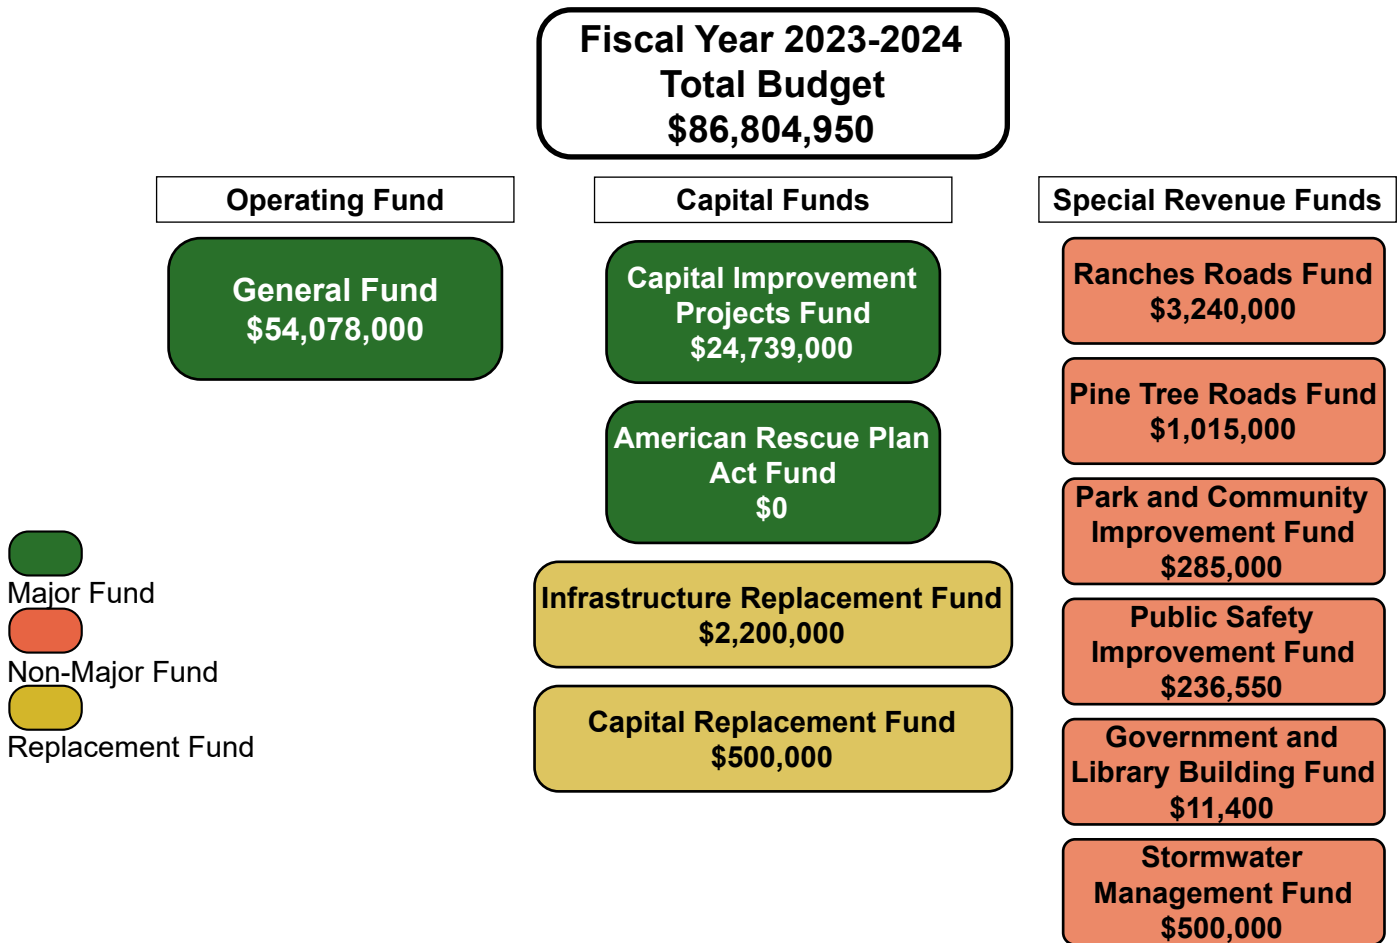 Fiscal Year 2023-2024
Total Budget
$86,804,950
Operating Fund
General Fund
$54,078,000
Capital Funds
Capital Improvement
Projects Fund
$24,739,000
American Rescue Plan
Act Fund
$0
Infrastructure Replacement Fund
$2,200,000
Capital Replacement Fund
$500,000
Special Revenue Funds
Ranches Roads Fund
$3,240,000
Pine Tree Roads Fund
$1,015,000
Park and Community
Improvement Fund
$285,000
Public Safety
Improvement Fund
$236,550
Government and
Library Building Fund
$11,400
Stormwater
Management Fund
$500,000
Major Fund
Non-Major Fund
Replacement Fund